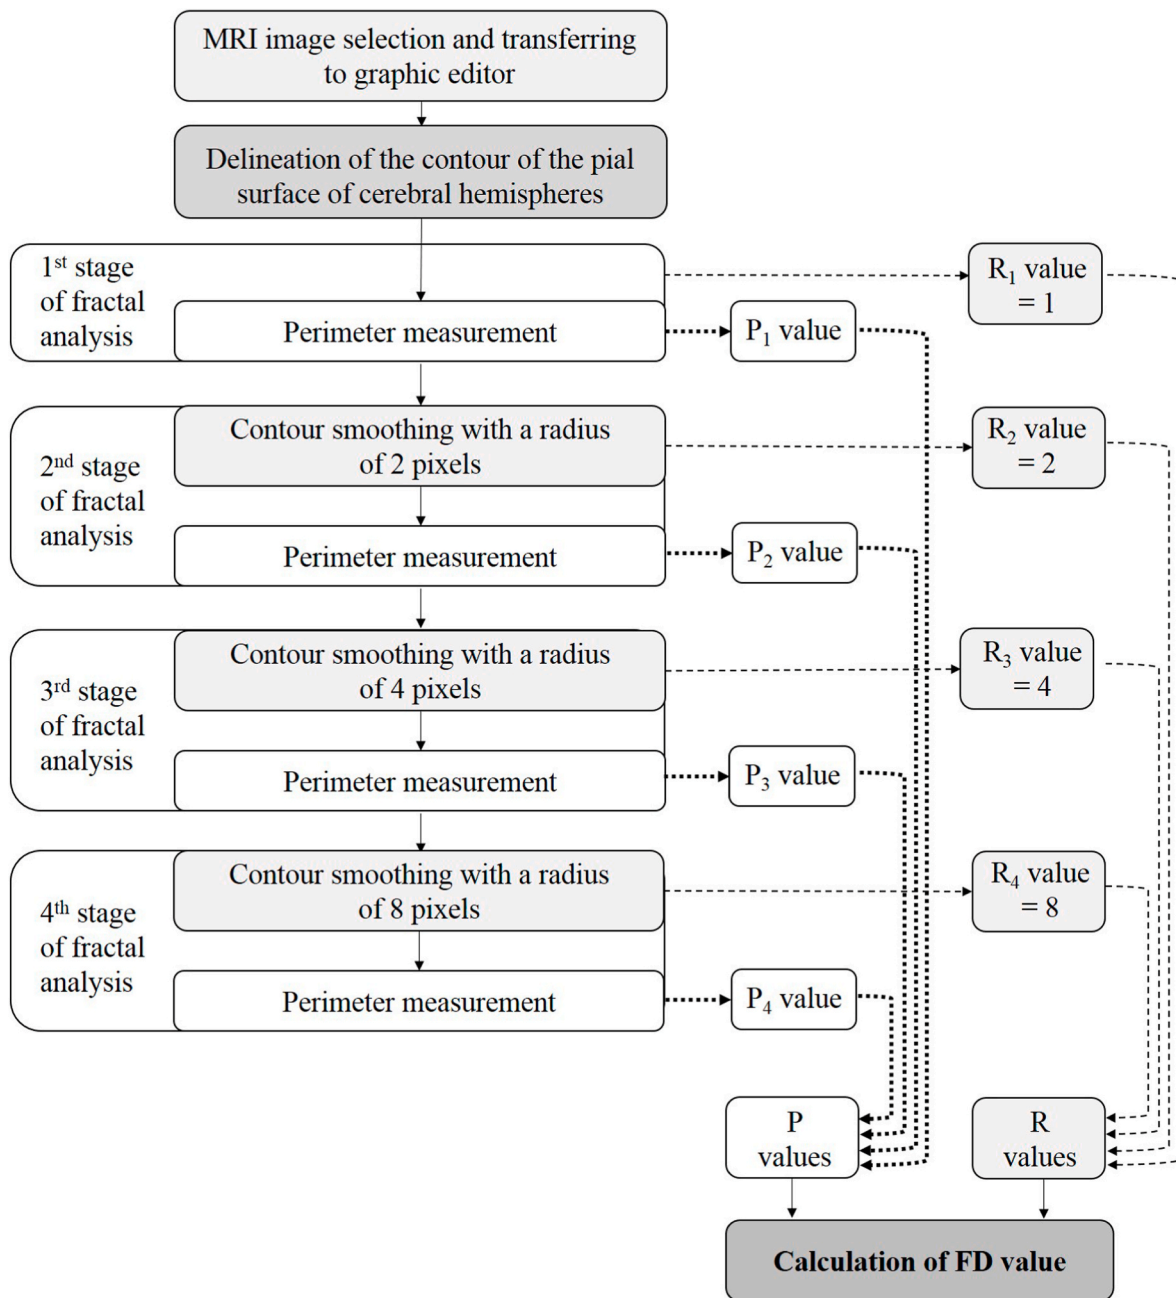 MRI image selection and transferring
to graphic editor
Delineation of the contour of the pial
surface of cerebral hemispheres
1st stage
of fractal
analysis
Perimeter measurement
P1 value
R1 value
= 1
2nd stage
of fractal
analysis
Contour smoothing with a radius
of 2 pixels
Perimeter measurement
P2 value
R2 value
= 2
3rd stage
of fractal
analysis
Contour smoothing with a radius
of 4 pixels
Perimeter measurement
P3 value
R3 value
= 4
4th stage
of fractal
analysis
Contour smoothing with a radius
of 8 pixels
Perimeter measurement
P4 value
R4 value
= 8
P
values
R
values
Calculation of FD value